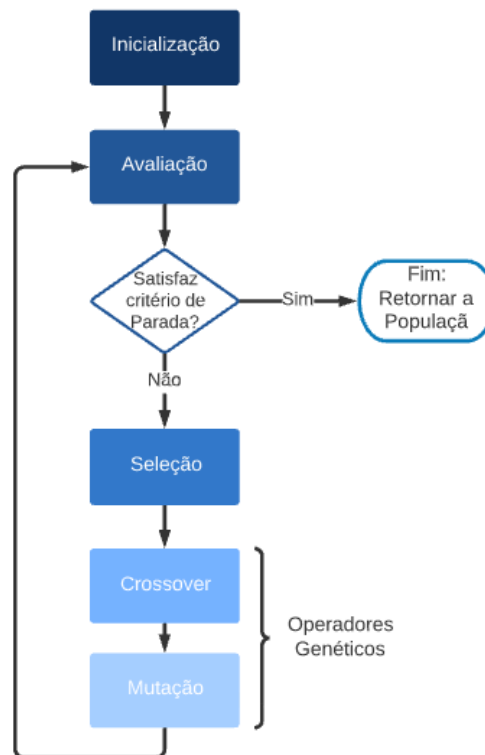 Inicialização
Avaliação
Satisfaz
critério de
Parada?
Sim
Fim:
Retornar a
Populaçã
Não
Seleção
Crossover
Operadores
Genéticos
Mutação